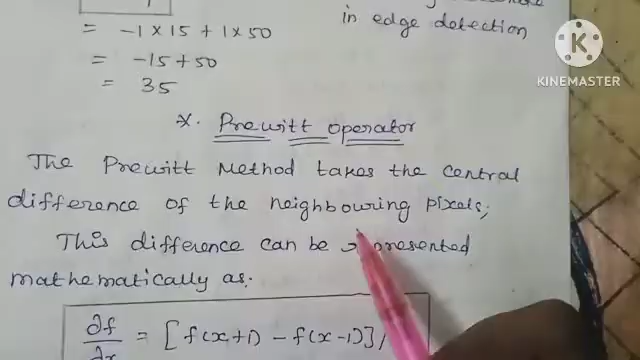 in edge detection
= -1 × 15 + 1 × 50
= -15 + 50
= 35
KINEMASTER
*. Prewitt operator
The Prewitt Method takes the central
difference of the neighbouring pixels;
This difference can be represented
mathematically as.
∂f/∂x = [f(x+1) - f(x-1)]/